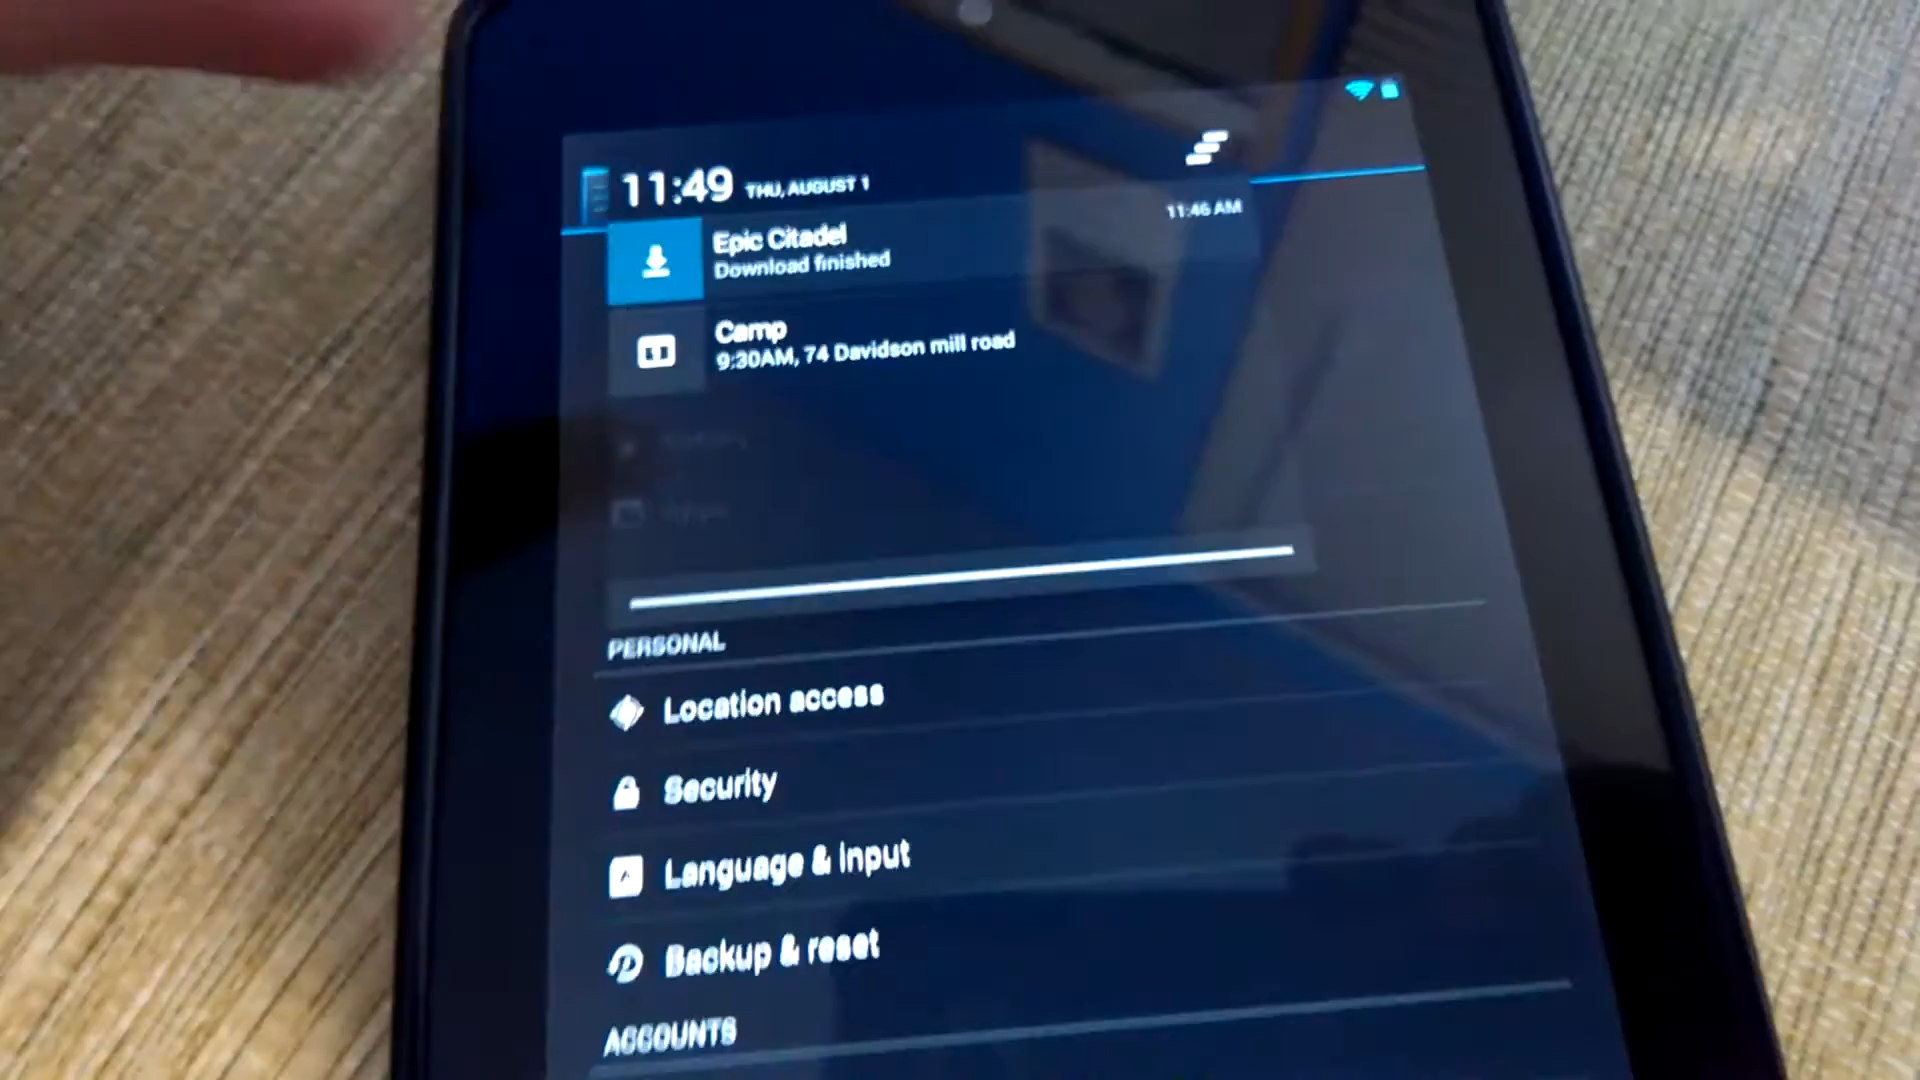 11:49 THU, AUGUST 1
Epic Citadel 11:46 AM
Download finished
Camp
9:30AM, 74 Davidson mill road
PERSONAL
Location access
Security
Language & input
Backup & reset
ACCOUNTS